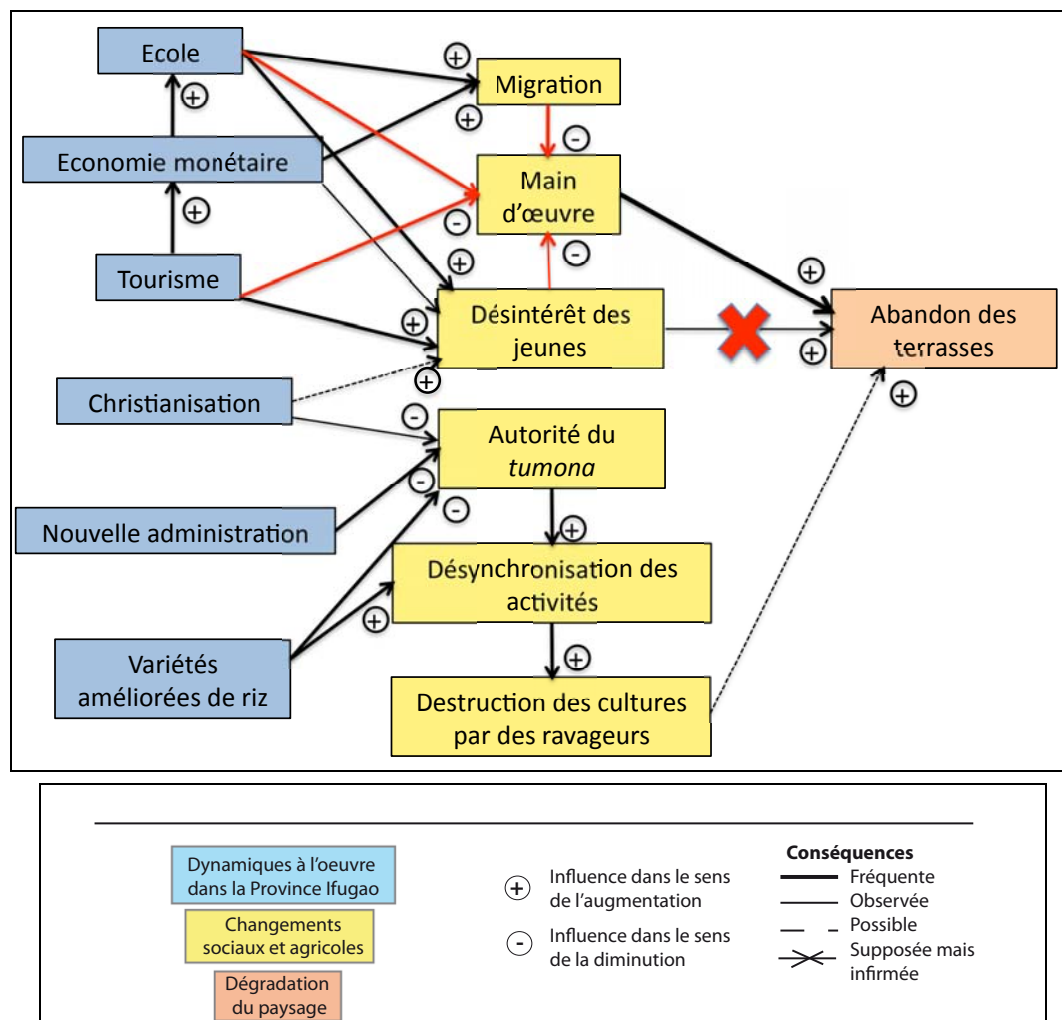 Ecole
+
+
Migration
+
+
-
Economie monétaire
Main
d'œuvre
-
+
-
+
Tourisme
+
+
Désintérêt des
jeunes
+
Abandon des
terrasses
+
+
Christianisation
-
Autorité du
tumona
-
-
Nouvelle administration
+
Désynchronisation des
activités
+
Variétés
améliorées de riz
+
Destruction des cultures
par des ravageurs
Dynamiques à l'oeuvre
dans la Province Ifugao
Changements
sociaux et agricoles
Dégradation
du paysage
+
Influence dans le sens
de l'augmentation
-
Influence dans le sens
de la diminution
Conséquences
Fréquente
Observée
Possible
Supposée mais
infirmée